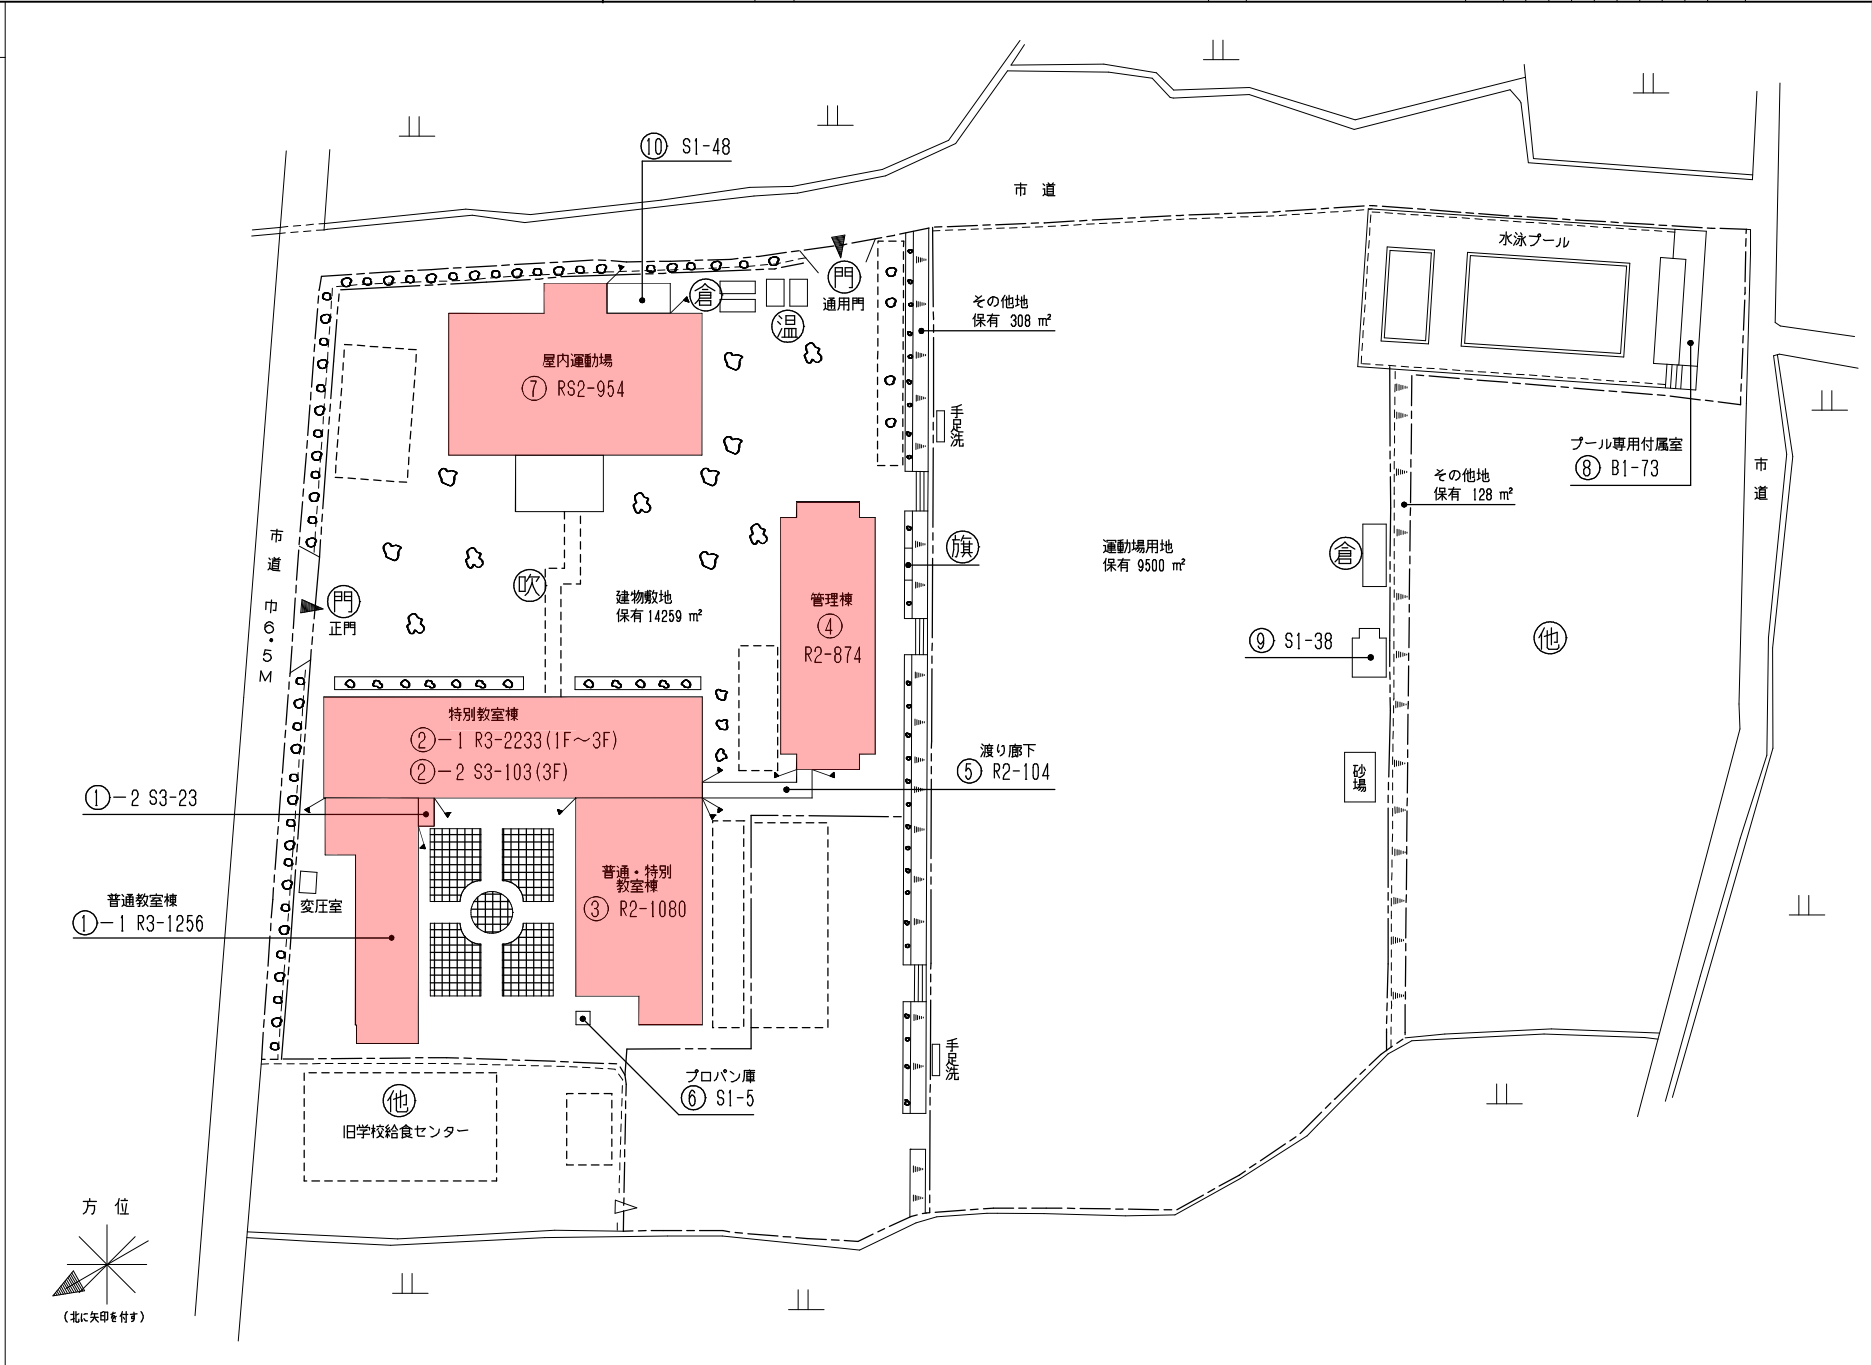 ⑩ S1-48
市 道
水泳プール
門
通用門
倉
温
その他地
保有 308 ㎡
屋内運動場
⑦ RS2-954
手足洗
プール専用付属室
⑧ B1-73
市 道
その他地
保有 128 ㎡
旗
運動場用地
保有 9500 ㎡
倉
市 道 巾 6.5M
吹
建物敷地
保有 14259 ㎡
管理棟
④
R2-874
門
正門
⑨ S1-38
他
特別教室棟
②-1 R3-2233(1F～3F)
②-2 S3-103(3F)
渡り廊下
⑤ R2-104
砂場
①-2 S3-23
普通・特別
教室棟
③ R2-1080
普通教室棟
①-1 R3-1256
変圧室
手足洗
プロパン庫
⑥ S1-5
他
旧学校給食センター
方 位
(北に矢印を付す)